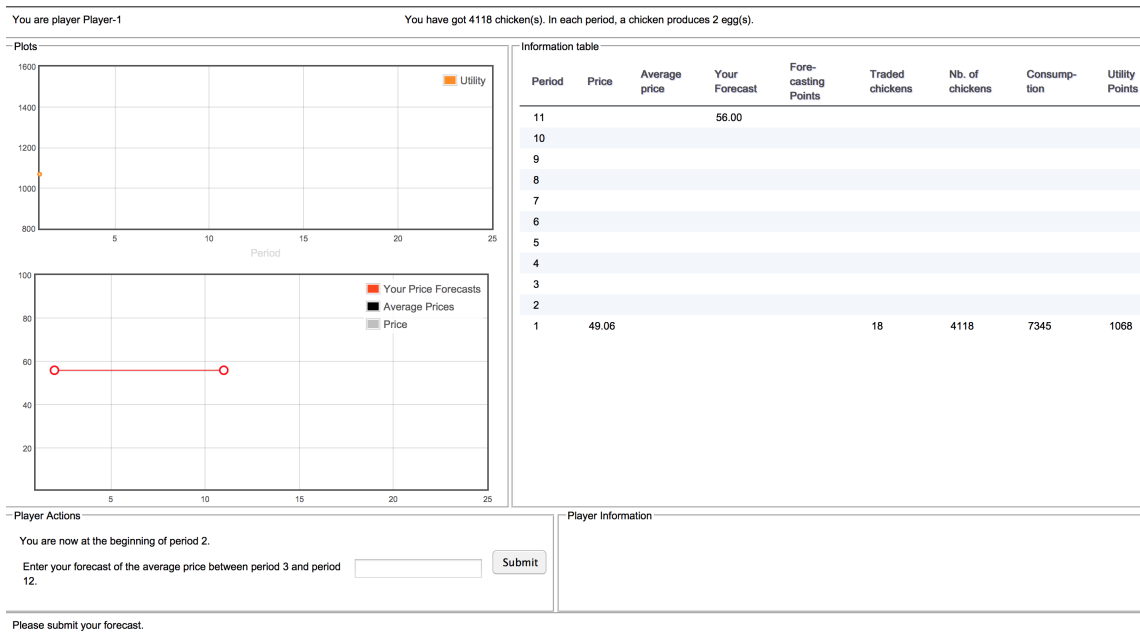 You are player Player-1
You have got 4118 chicken(s). In each period, a chicken produces 2 egg(s).
Plots
1600
1400
1200
1000
800
5 10 15 20 25
Period
Utility
100
80
60
40
20
5 10 15 20 25
Your Price Forecasts
Average Prices
Price
Information table
Period Price Average price Your Forecast Fore-casting Points Traded chickens Nb. of chickens Consump-tion Utility Points
11 56.00
10
9
8
7
6
5
4
3
2
1 49.06 18 4118 7345 1068
Player Actions
You are now at the beginning of period 2.
Enter your forecast of the average price between period 3 and period
12.
Submit
Player Information
Please submit your forecast.